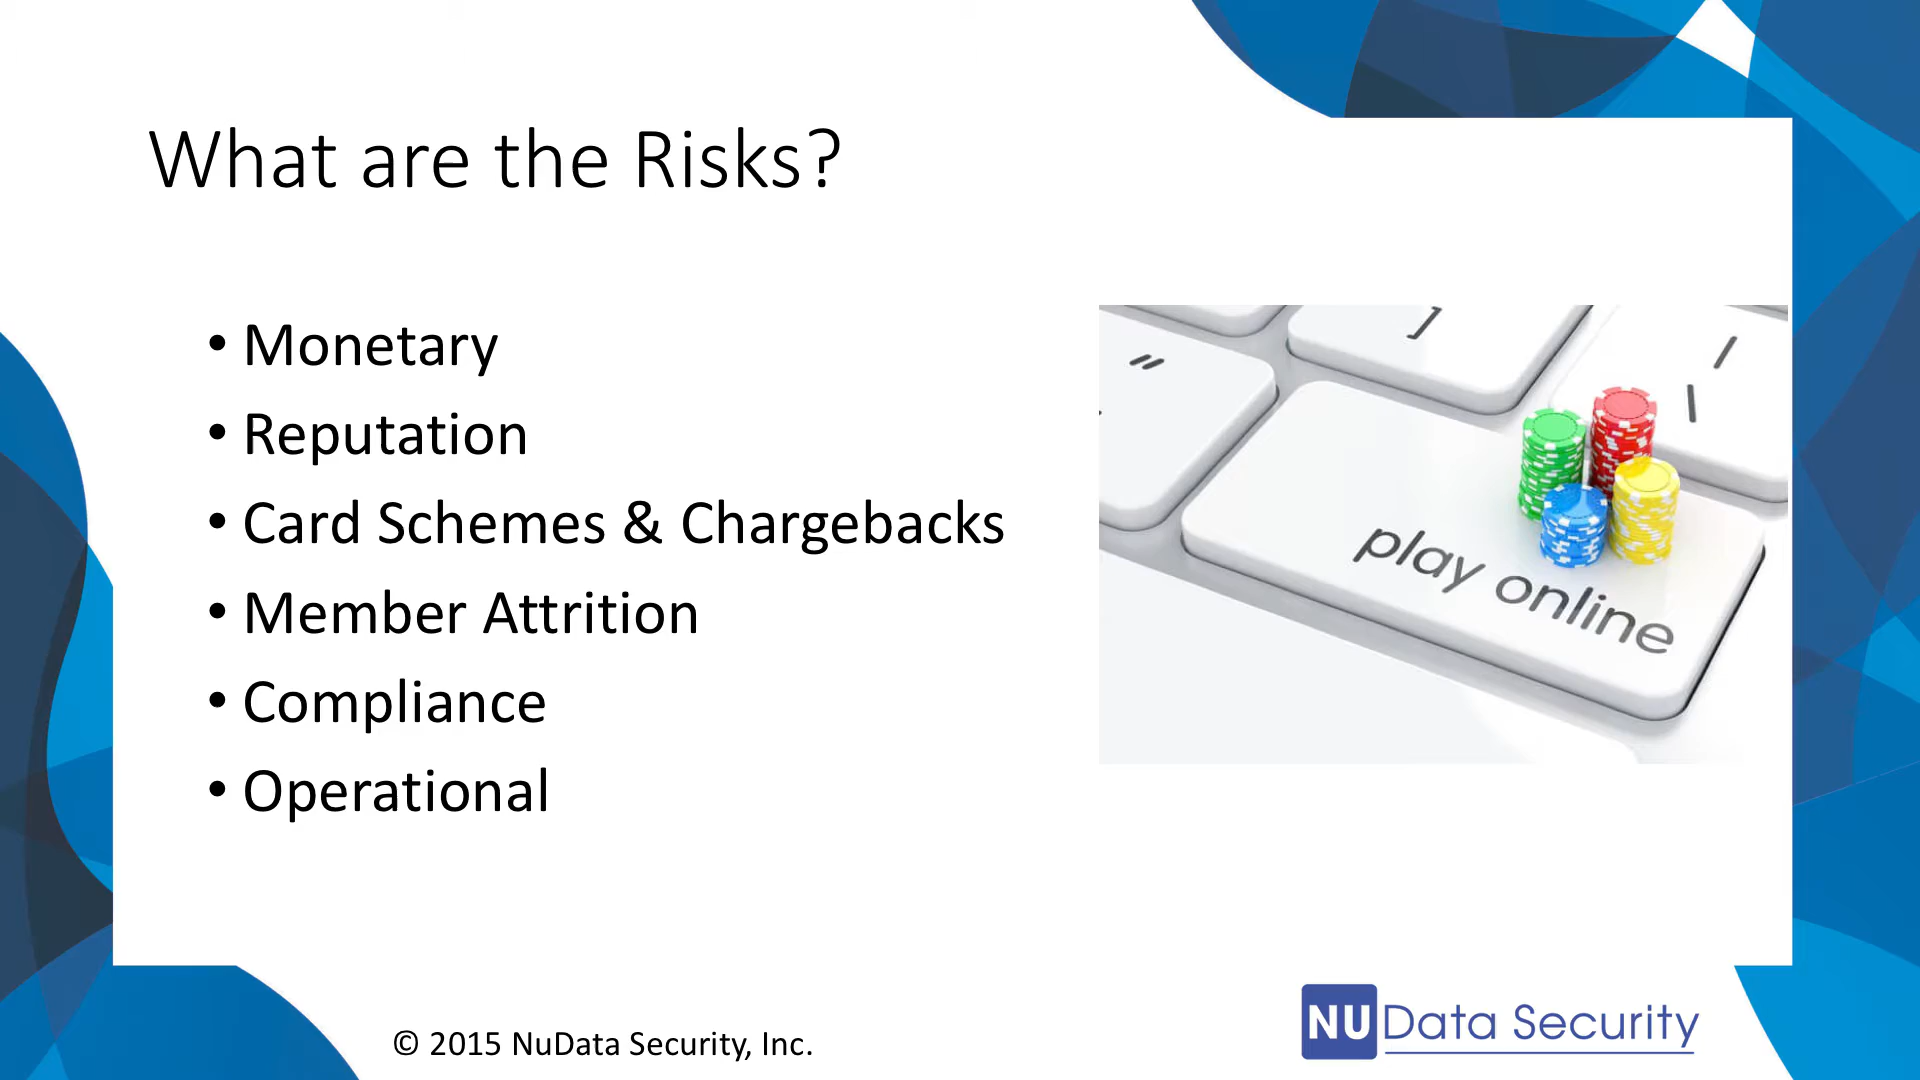 What are the Risks?
• Monetary
• Reputation
• Card Schemes & Chargebacks
• Member Attrition
• Compliance
• Operational
"
]
/
\
play online
© 2015 NuData Security, Inc.
NU Data Security